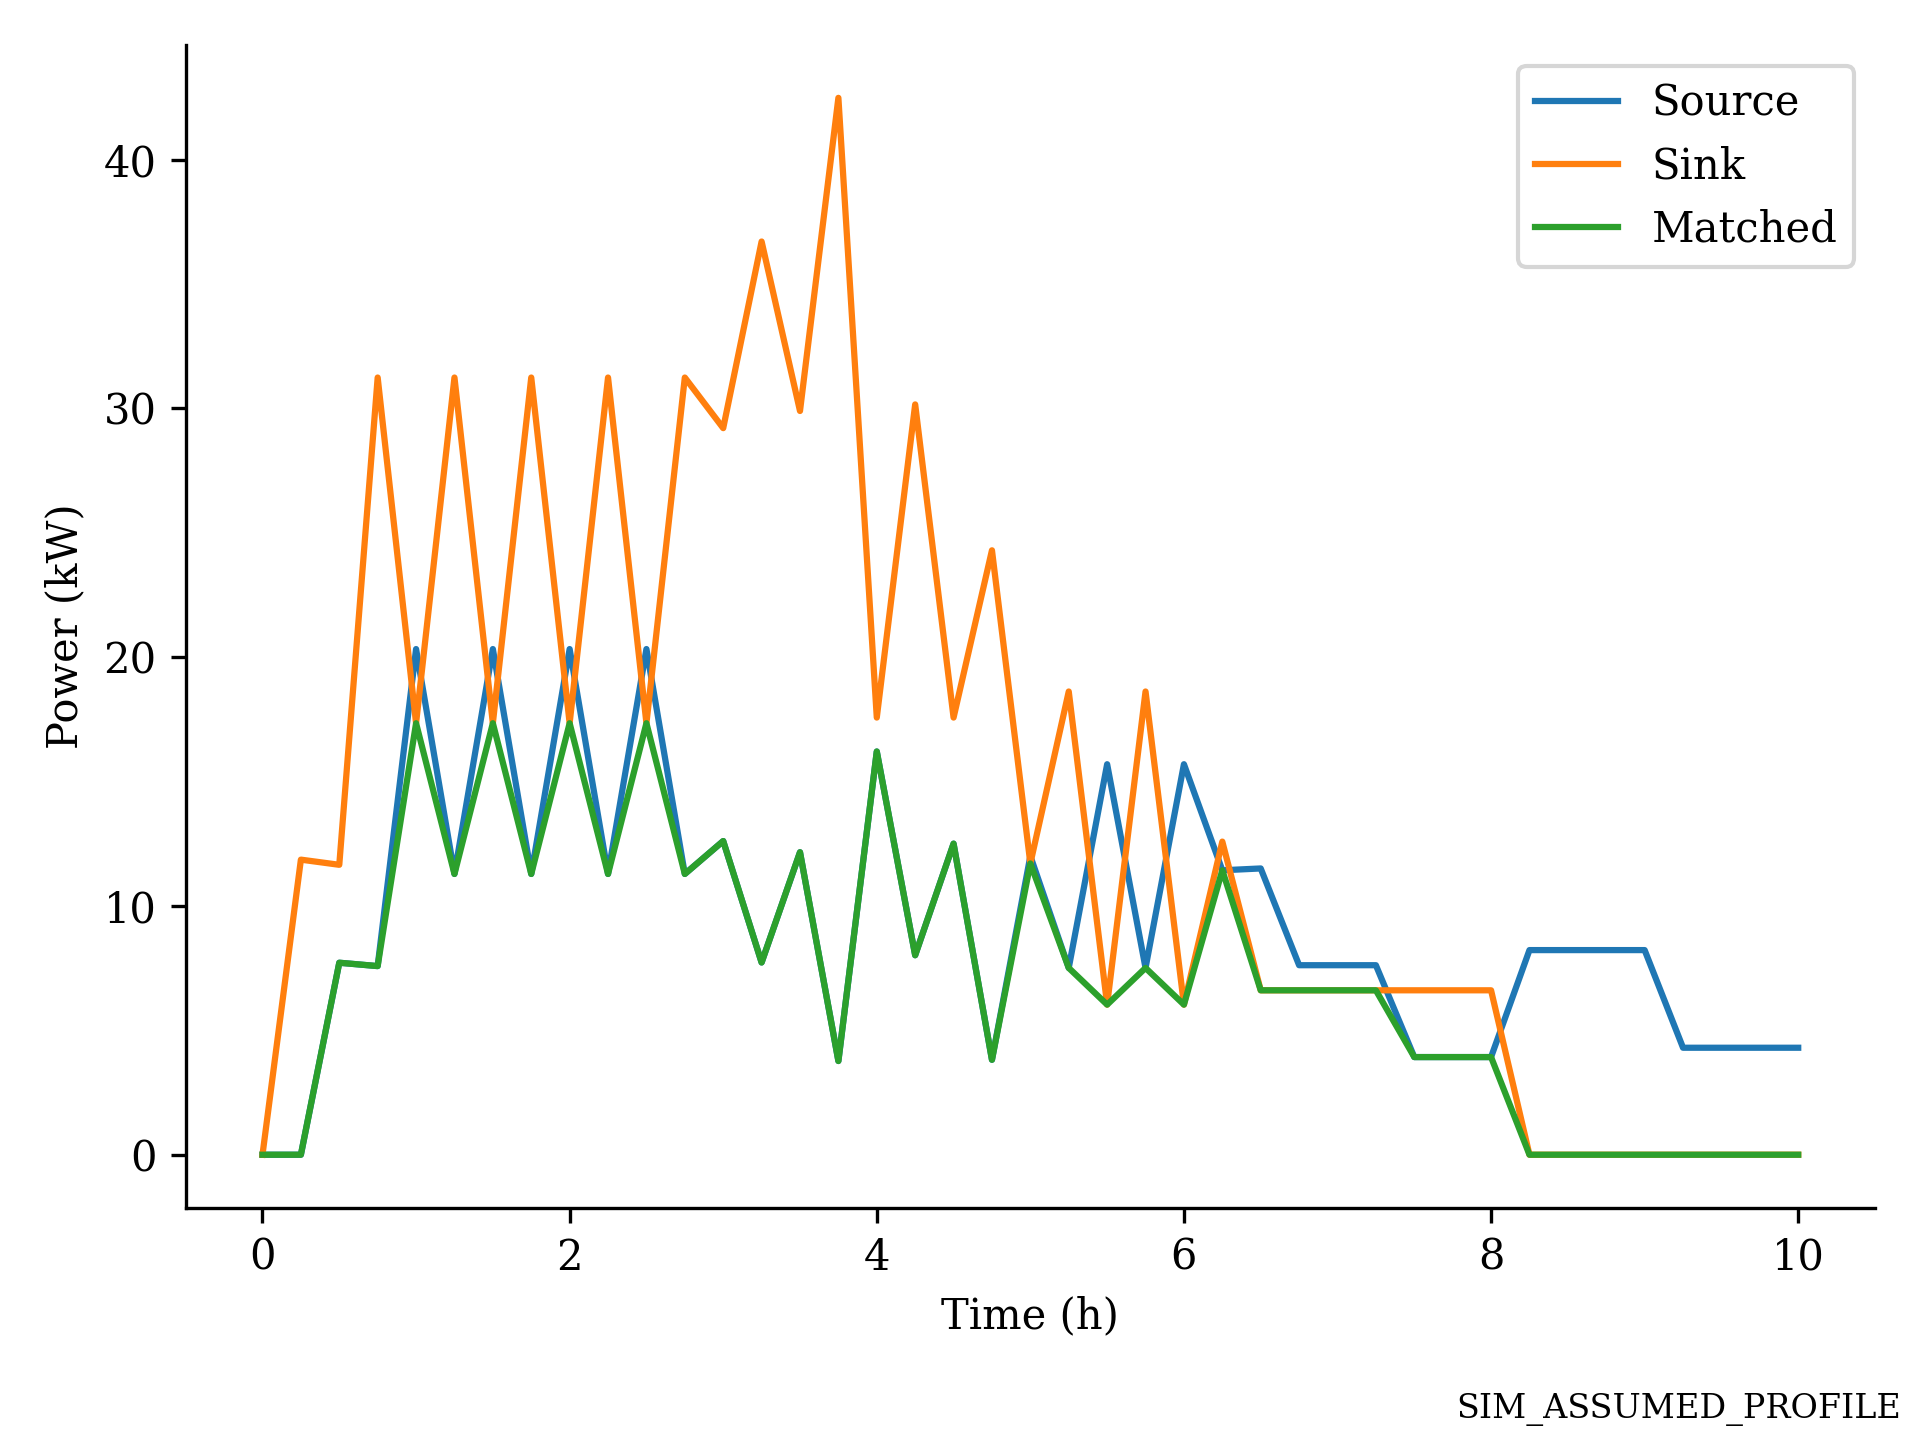 Source
Sink
Matched
40
30
20
10
0
Power (kW)
0 2 4 6 8 10
Time (h)
SIM_ASSUMED_PROFILE